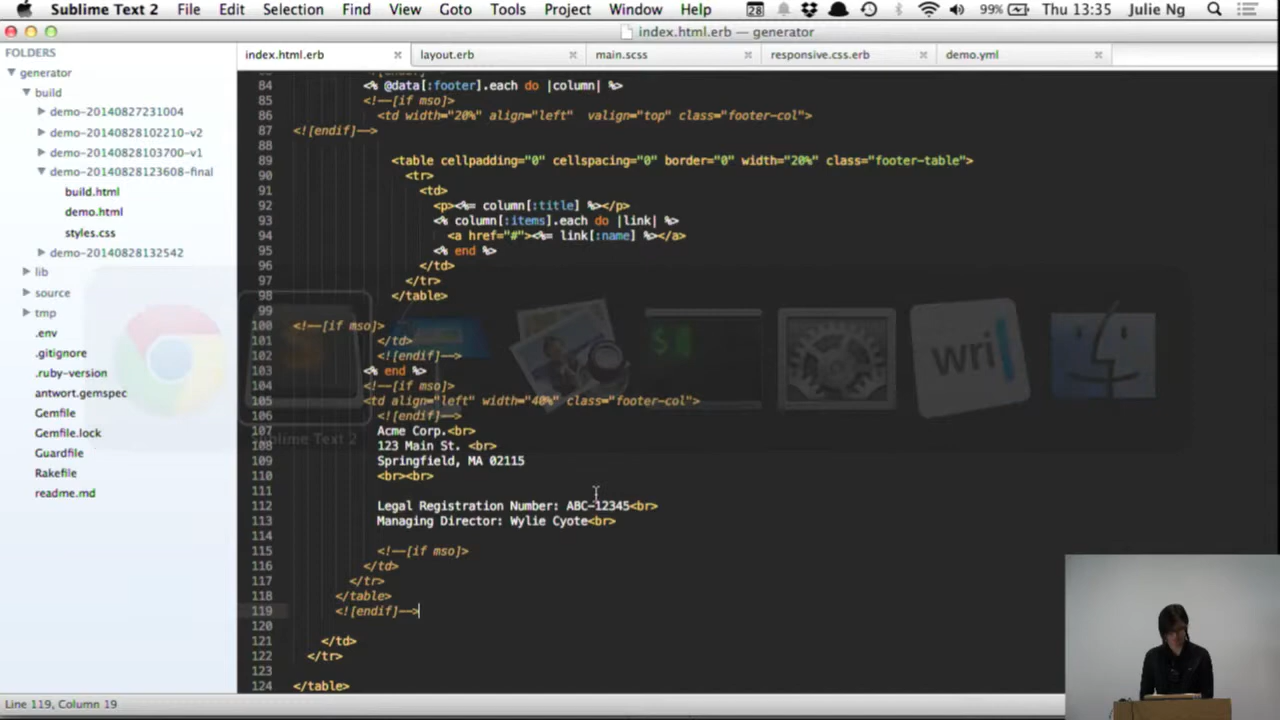 Sublime Text 2 File Edit Selection Find View Goto Tools Project Window Help 28 99% Thu 13:35 Julie Ng
index.html.erb — generator
FOLDERS
generator
build
demo-20140827231004
demo-20140828102210-v2
demo-20140828103700-v1
demo-20140828123608-final
build.html
demo.html
styles.css
demo-20140828132542
lib
source
tmp
.env
.gitignore
.ruby-version
antwort.gemspec
Gemfile
Gemfile.lock
Guardfile
Rakefile
readme.md
index.html.erb layout.erb main.scss responsive.css.erb demo.yml
84 <% @data[:footer].each do |column| %>
85 <!--[if mso]>
86 <td width="20%" align="left" valign="top" class="footer-col">
87 <![endif]-->
88
89 <table cellpadding="0" cellspacing="0" border="0" width="20%" class="footer-table">
90 <tr>
91 <td>
92 <p><%= column[:title] %></p>
93 <% column[:items].each do |link| %>
94 <a href="#"><%= link[:name] %></a>
95 <% end %>
96 </td>
97 </tr>
98 </table>
99
100 <!--[if mso]>
101 </td>
102 <![endif]-->
103 <% end %>
104 <!--[if mso]>
105 <td align="left" width="40%" class="footer-col">
106 <![endif]-->
107 Acme Corp.<br>
108 123 Main St. <br>
109 Springfield, MA 02115
110 <br><br>
111
112 Legal Registration Number: ABC-12345<br>
113 Managing Director: Wylie Cyote<br>
114
115 <!--[if mso]>
116 </td>
117 </tr>
118 </table>
119 <![endif]-->
120
121 </td>
122 </tr>
123
124 </table>
wri
Sublime Text 2
Line 119, Column 19